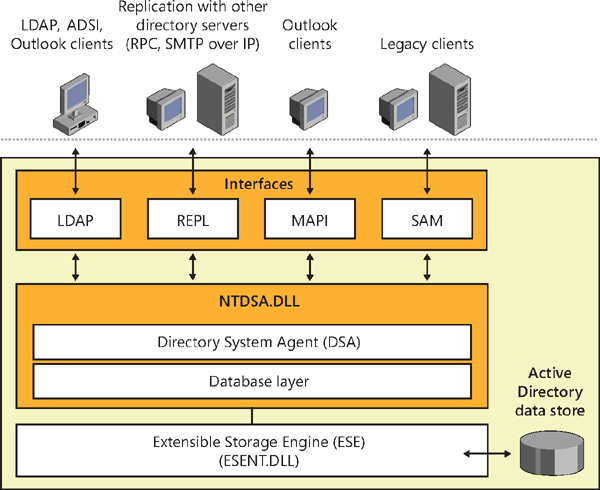 LDAP, ADSI,
Outlook clients
Replication with other
directory servers
(RPC, SMTP over IP)
Outlook
clients
Legacy clients
Interfaces
LDAP
REPL
MAPI
SAM
NTDSA.DLL
Directory System Agent (DSA)
Database layer
Extensible Storage Engine (ESE)
(ESENT.DLL)
Active
Directory
data store